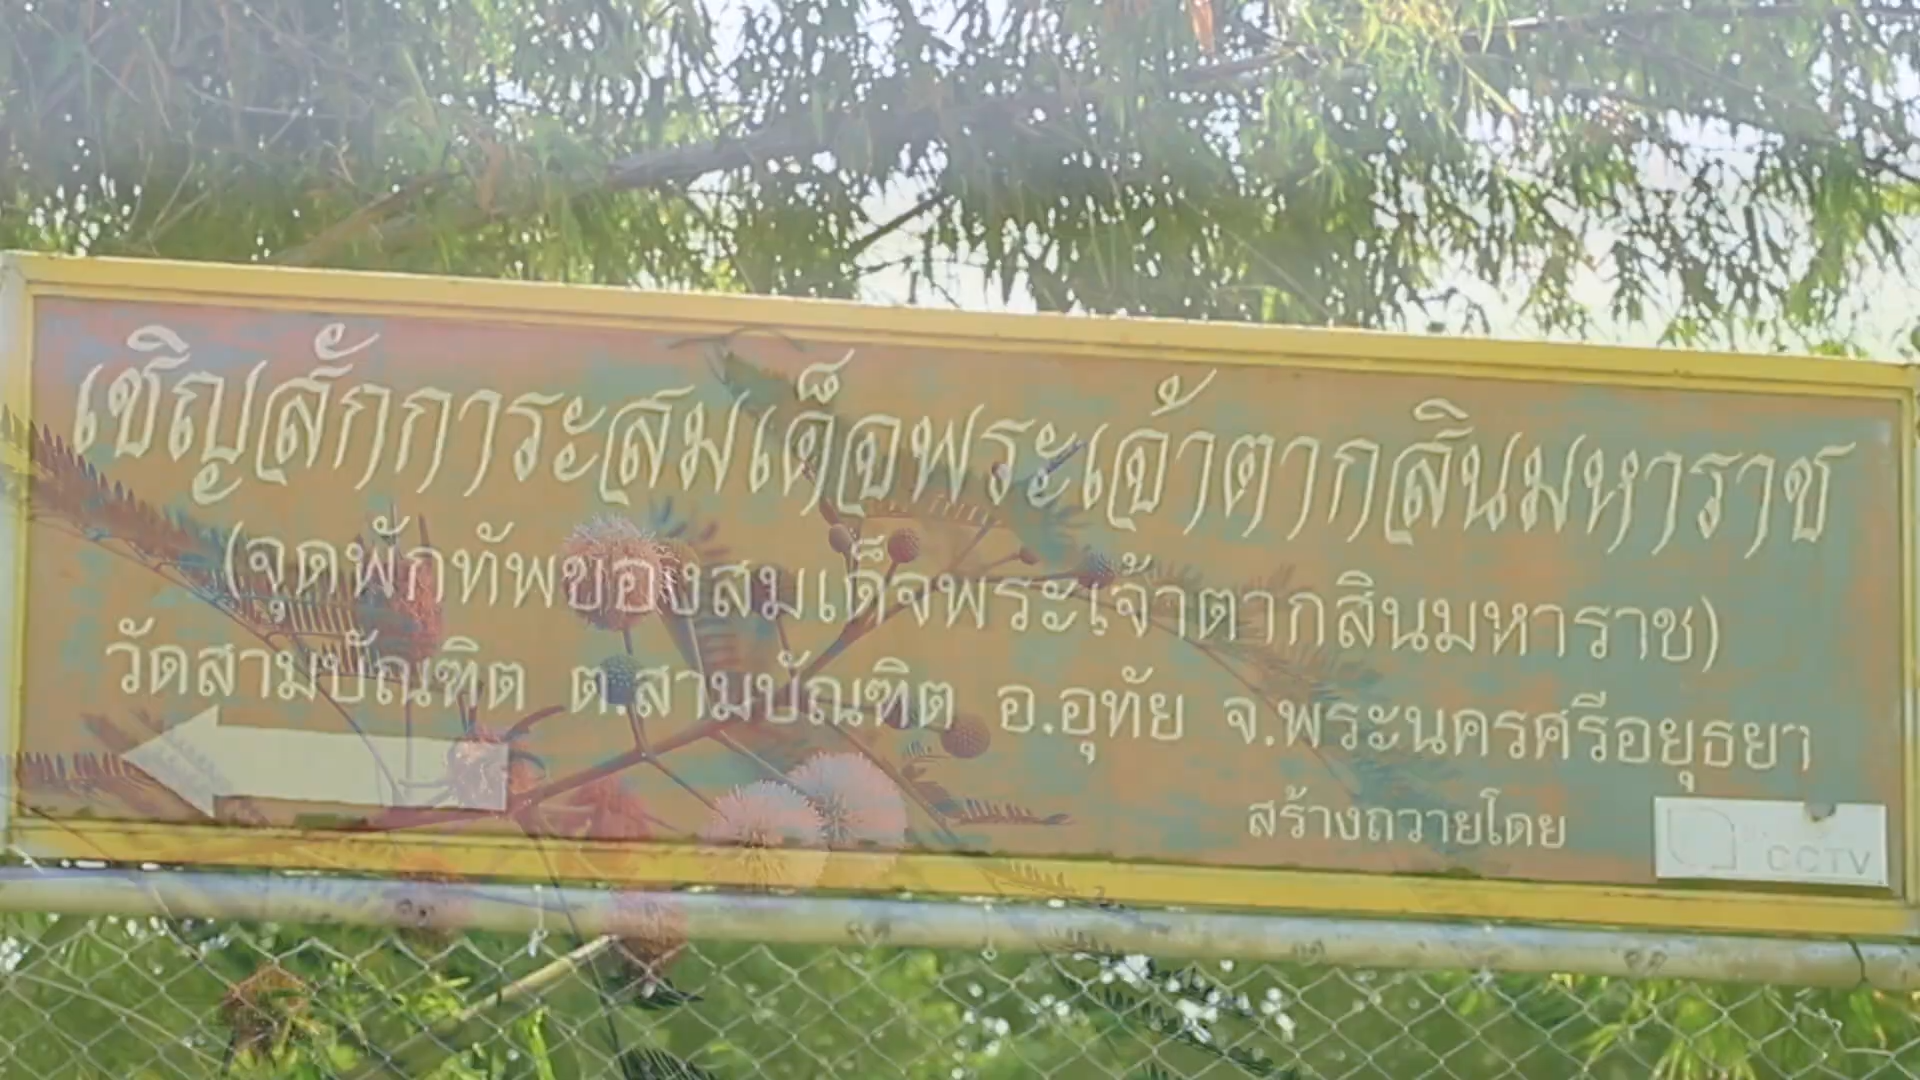 เชิญสักการะสมเด็จพระเจ้าตากสินมหาราช
(จุดพักทัพของสมเด็จพระเจ้าตากสินมหาราช)
วัดสามบัณฑิต ต.สามบัณฑิต อ.อุทัย จ.พระนครศรีอยุธยา
สร้างถวายโดย
CCTV